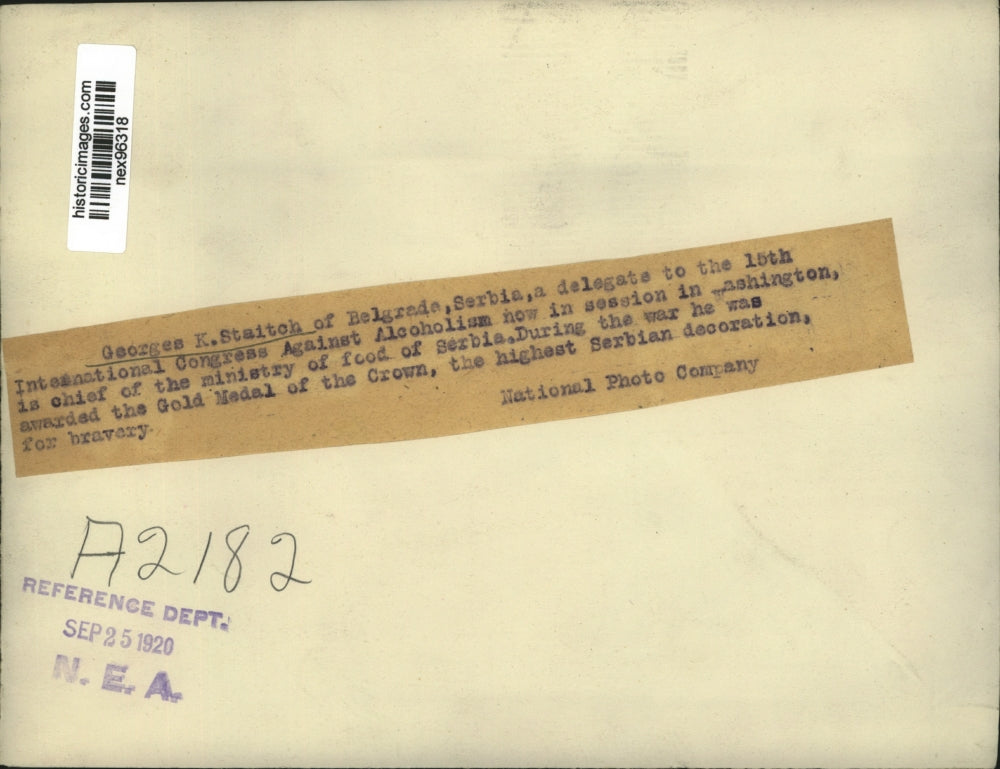 historicimages.com
nex96318
Georges K.Staitch of Belgrade,Serbia,a delegate to the 15th
International Congress Against Alcoholism now in session in Washington,
is chief of the ministry of food of Serbia.During the war he was
awarded the Gold Medal of the Crown, the highest Serbian decoration,
for bravery.
National Photo Company
A2182
REFERENCE DEPT.
SEP 25 1920
N. E. A.